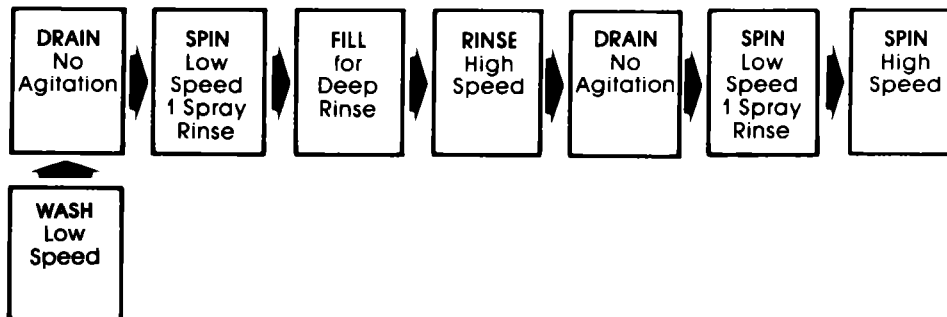 DRAIN
No
Agitation
SPIN
Low
Speed
1 Spray
Rinse
FILL
for
Deep
Rinse
RINSE
High
Speed
DRAIN
No
Agitation
SPIN
Low
Speed
1 Spray
Rinse
SPIN
High
Speed
WASH
Low
Speed